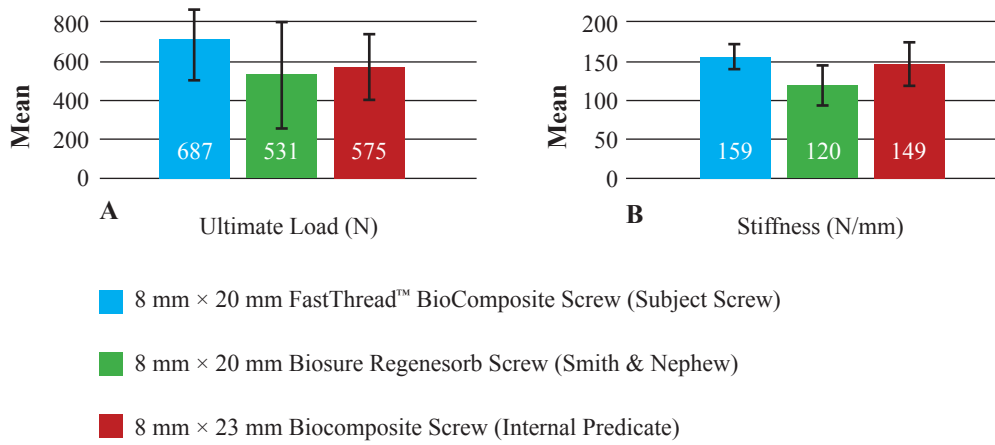 Mean
800
600
400
200
0
687
531
575
A
Ultimate Load (N)
Mean
200
150
100
50
0
159
120
149
B
Stiffness (N/mm)
8 mm × 20 mm FastThread™ BioComposite Screw (Subject Screw)
8 mm × 20 mm Biosure Regenesorb Screw (Smith & Nephew)
8 mm × 23 mm Biocomposite Screw (Internal Predicate)